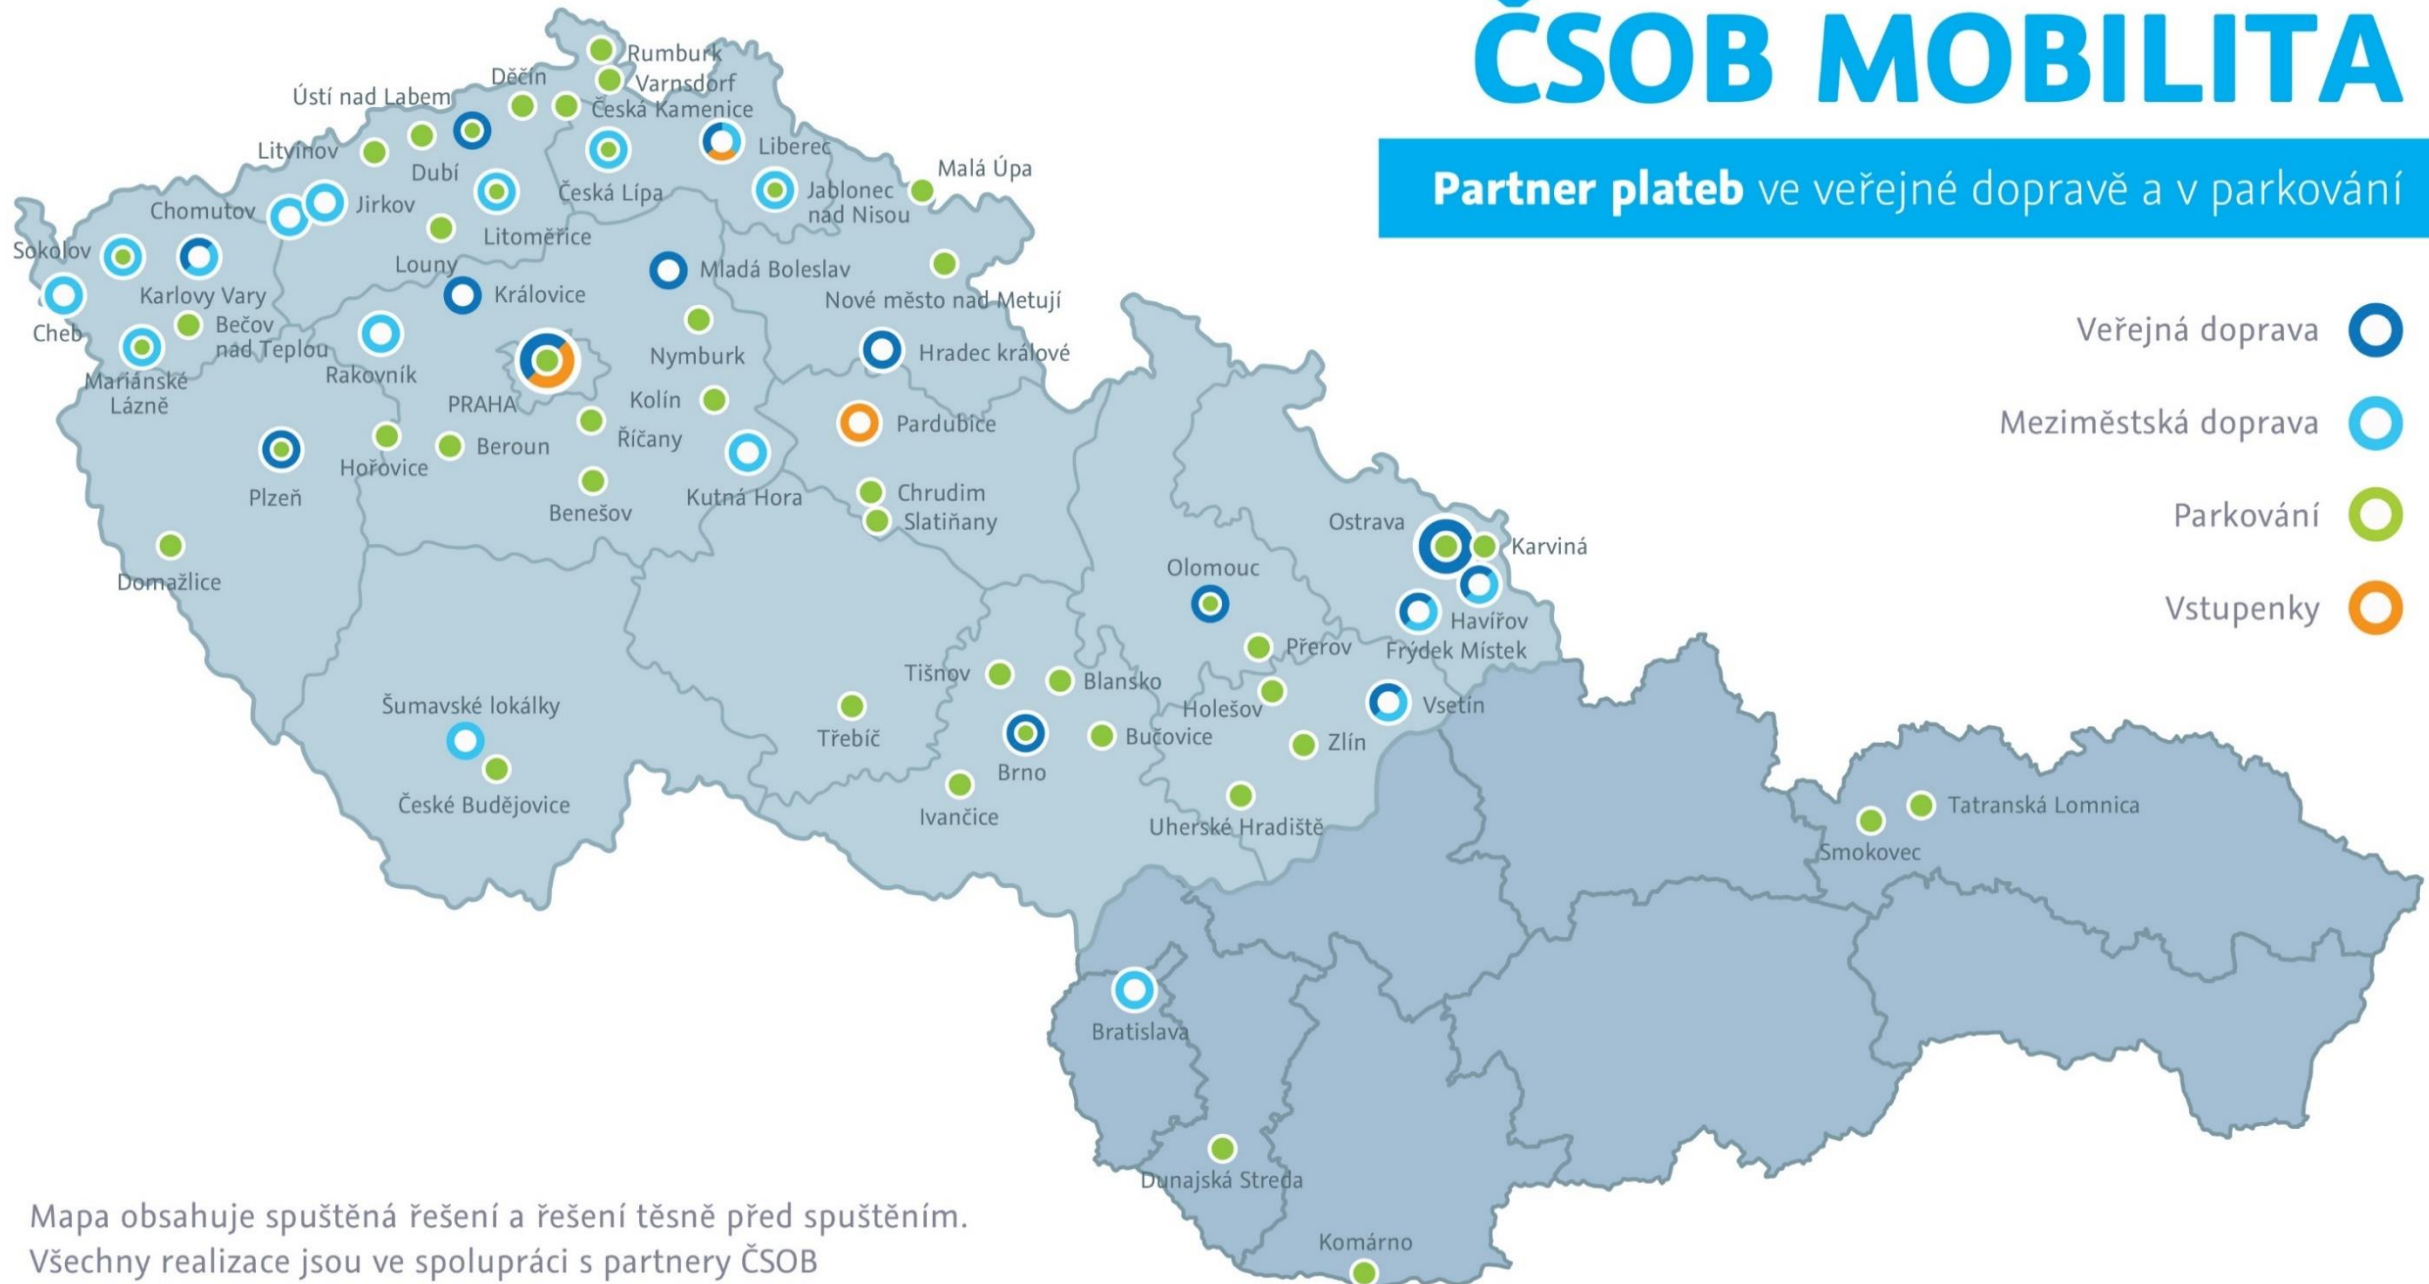 ČSOB MOBILITA
Partner plateb ve veřejné dopravě a v parkování
Veřejná doprava
Meziměstská doprava
Parkování
Vstupenky
Rumburk
Děčín
Varnsdorf
Ústí nad Labem
Česká Kamenice
Litvínov
Liberec
Dubí
Malá Úpa
Česká Lípa
Jablonec
nad Nisou
Chomutov
Jirkov
Litoměřice
Sokolov
Louny
Mladá Boleslav
Karlovy Vary
Královice
Nové město nad Metují
Cheb
Bečov
nad Teplou
Nymburk
Hradec králové
Mariánské
Lázně
Rakovník
PRAHA
Kolín
Pardubice
Říčany
Beroun
Hořovice
Plzeň
Kutná Hora
Chrudim
Benešov
Slatiňany
Ostrava
Karviná
Domažlice
Olomouc
Havířov
Přerov
Frýdek Místek
Tišnov
Blansko
Šumavské lokálky
Holešov
Vsetín
Třebíč
Bučovice
Zlín
Brno
České Budějovice
Ivančice
Uherské Hradiště
Tatranská Lomnica
Smokovec
Bratislava
Dunajská Streda
Komárno
Mapa obsahuje spuštěná řešení a řešení těsně před spuštěním.
Všechny realizace jsou ve spolupráci s partnery ČSOB